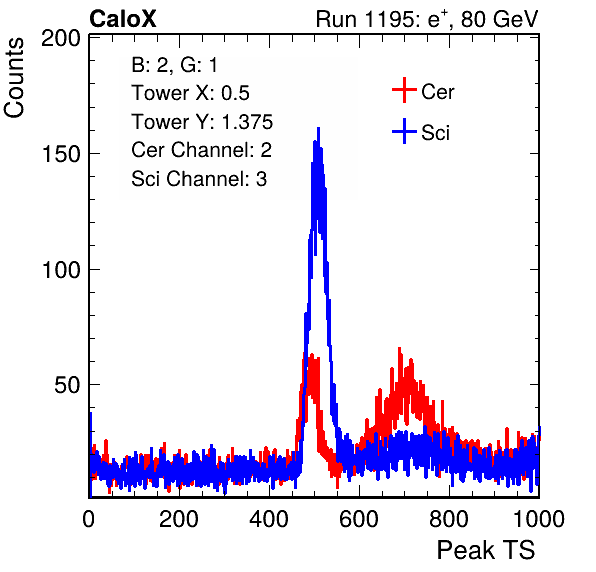 CaloX Run 1195: e⁺, 80 GeV
200
150
100
50
Counts
B: 2, G: 1
Tower X: 0.5
Tower Y: 1.375
Cer Channel: 2
Sci Channel: 3
Cer
Sci
0 200 400 600 800 1000
Peak TS